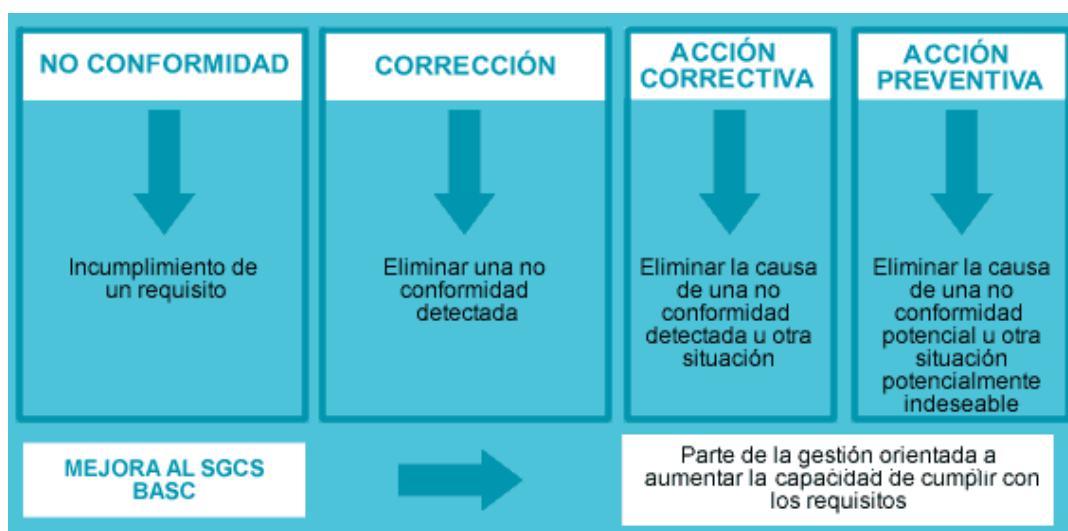 NO CONFORMIDAD
Incumplimiento de
un requisito
CORRECCIÓN
Eliminar una no
conformidad
detectada
ACCIÓN
CORRECTIVA
Eliminar la causa
de una no
conformidad
detectada u otra
situación
ACCIÓN
PREVENTIVA
Eliminar la causa
de una no
conformidad
potencial u otra
situación
potencialmente
indeseable
MEJORA AL SGCS
BASC
Parte de la gestión orientada a
aumentar la capacidad de cumplir con
los requisitos